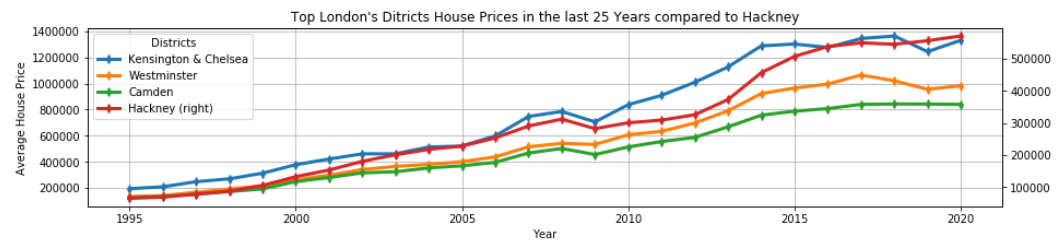 Top London's Ditricts House Prices in the last 25 Years compared to Hackney
Average House Price
1400000
1200000
1000000
800000
600000
400000
200000
Districts
Kensington & Chelsea
Westminster
Camden
Hackney (right)
500000
400000
300000
200000
100000
1995
2000
2005
2010
2015
2020
Year